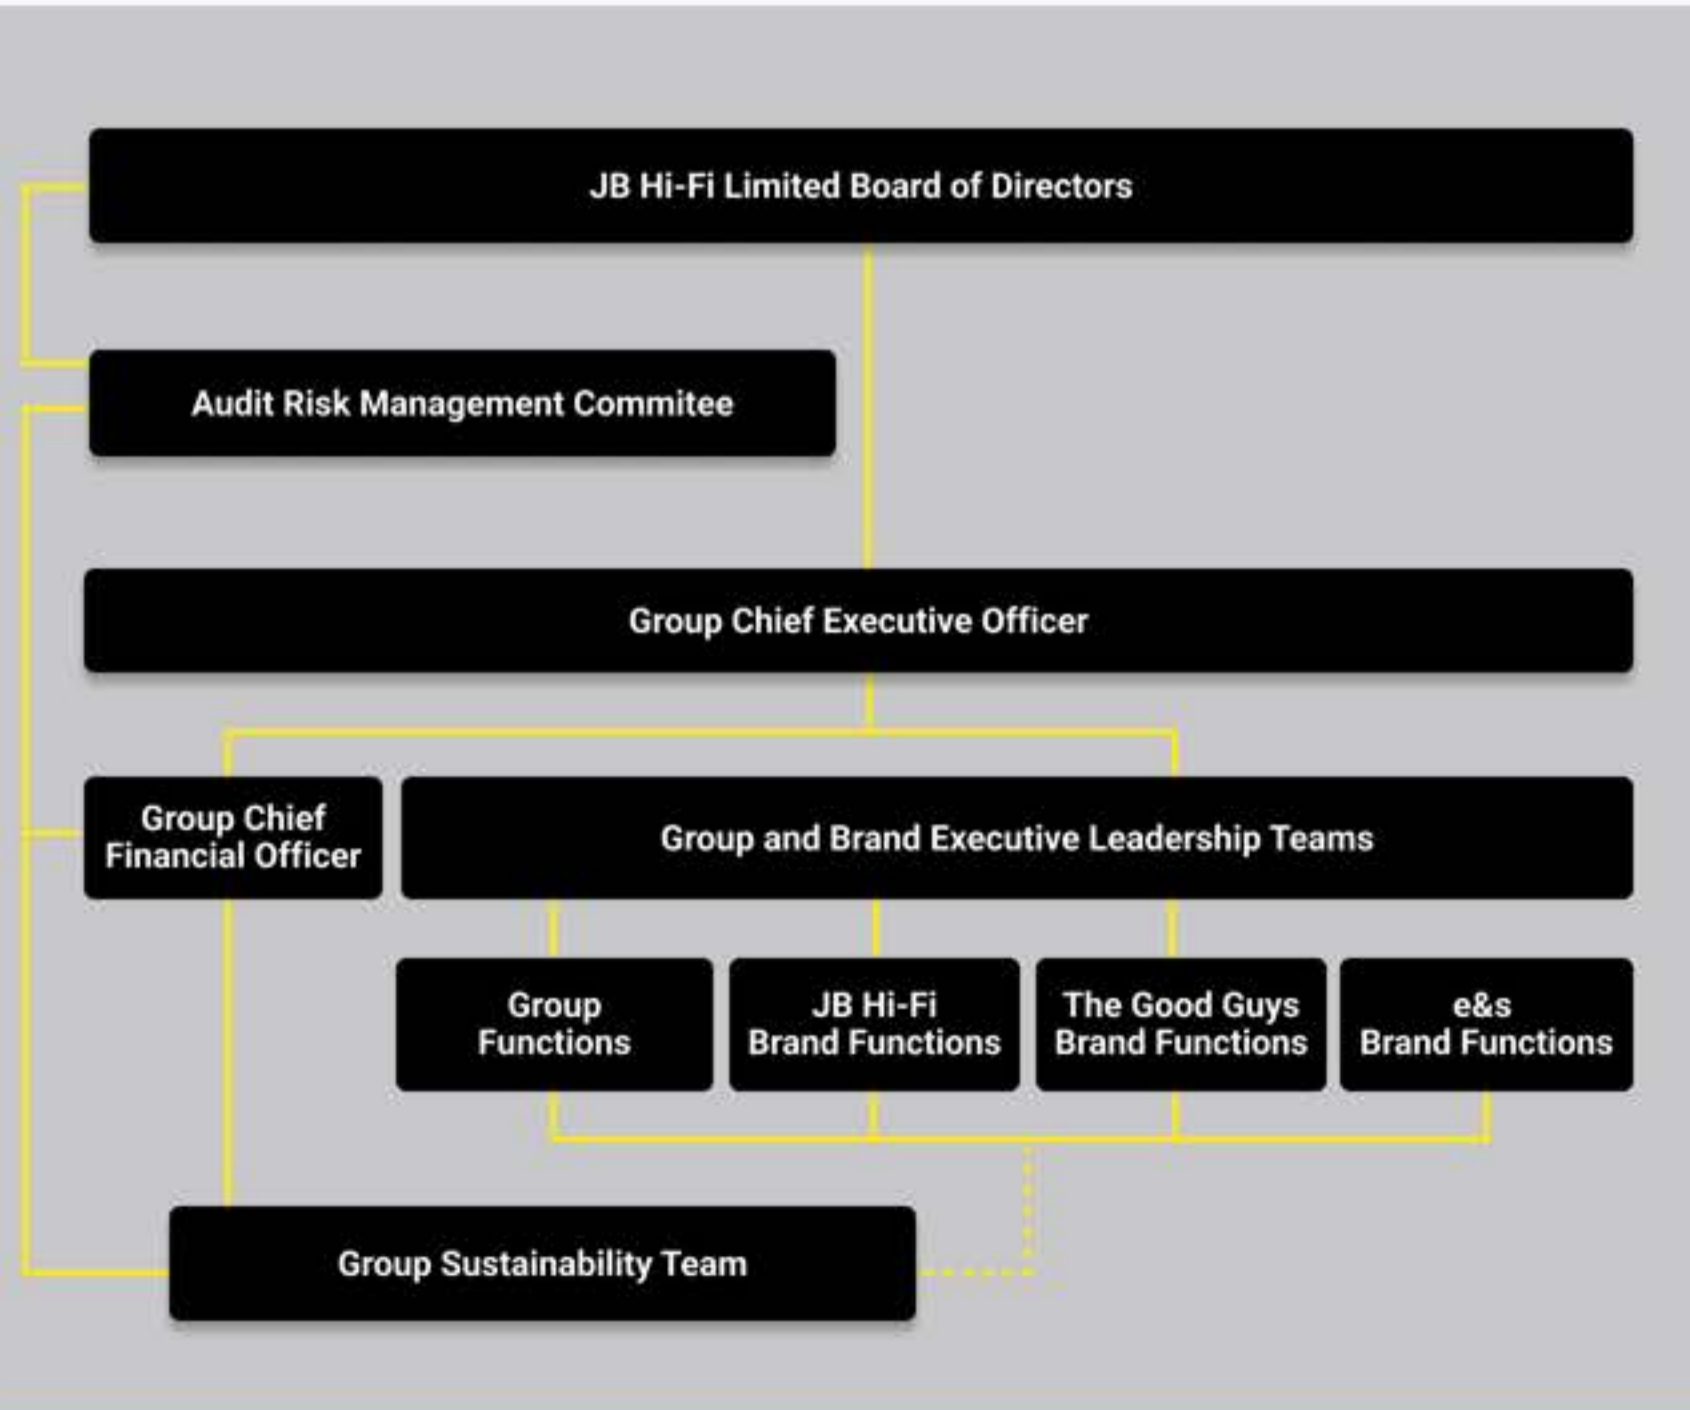 JB Hi-Fi Limited Board of Directors
Audit Risk Management Commitee
Group Chief Executive Officer
Group Chief
Financial Officer
Group and Brand Executive Leadership Teams
Group
Functions
JB Hi-Fi
Brand Functions
The Good Guys
Brand Functions
e&s
Brand Functions
Group Sustainability Team